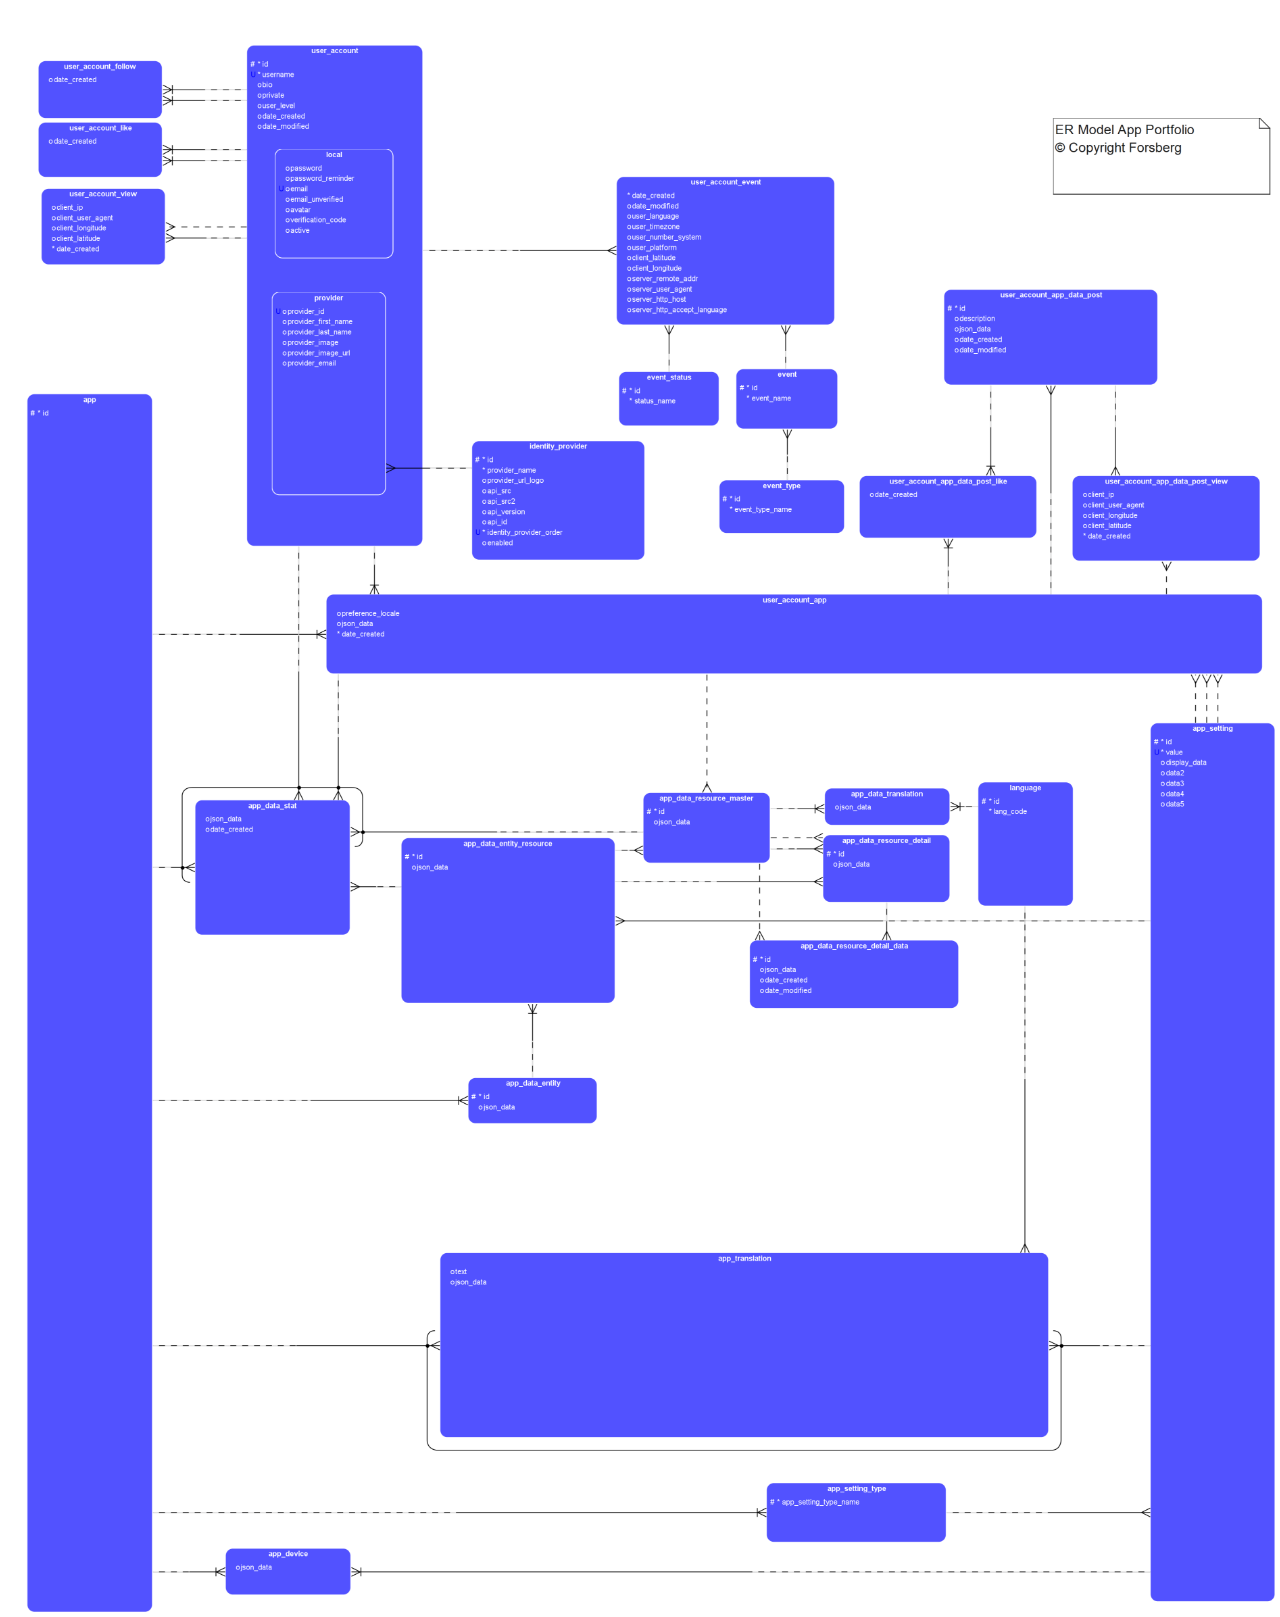 user_account
# * id
U * username
o bio
o private
o user_level
o date_created
o date_modified
local
o password
o password_reminder
U o email
o email_unverified
o avatar
o verification_code
o active
provider
U o provider_id
o provider_first_name
o provider_last_name
o provider_image
o provider_image_url
o provider_email
user_account_follow
o date_created
user_account_like
o date_created
user_account_view
o client_ip
o client_user_agent
o client_longitude
o client_latitude
* date_created
ER Model App Portfolio
© Copyright Forsberg
user_account_event
* date_created
o date_modified
o user_language
o user_timezone
o user_number_system
o user_platform
o client_latitude
o client_longitude
o server_remote_addr
o server_user_agent
o server_http_host
o server_http_accept_language
user_account_app_data_post
# * id
o description
o json_data
o date_created
o date_modified
event_status
# * id
* status_name
event
# * id
* event_name
app
# * id
identity_provider
# * id
* provider_name
o provider_url_logo
o api_src
o api_src2
o api_version
o api_id
U * identity_provider_order
o enabled
event_type
# * id
* event_type_name
user_account_app_data_post_like
o date_created
user_account_app_data_post_view
o client_ip
o client_user_agent
o client_longitude
o client_latitude
* date_created
user_account_app
o preference_locale
o json_data
* date_created
app_setting
# * id
U * value
o display_data
o data2
o data3
o data4
o data5
app_data_stat
o json_data
o date_created
app_data_resource_master
# * id
o json_data
app_data_translation
o json_data
language
# * id
* lang_code
app_data_entity_resource
# * id
o json_data
app_data_resource_detail
# * id
o json_data
app_data_resource_detail_data
# * id
o json_data
o date_created
o date_modified
app_data_entity
# * id
o json_data
app_translation
o text
o json_data
app_setting_type
# * app_setting_type_name
app_device
o json_data